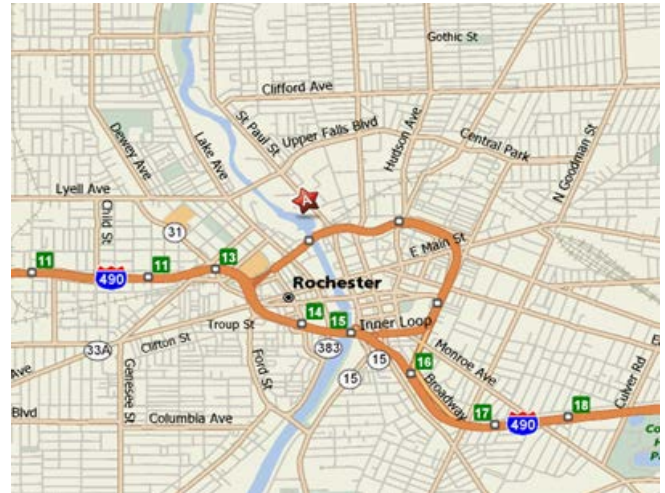 Gothic St
Clifford Ave
St Paul St
Upper Falls Blvd
Hudson Ave
Central Park
N Goodman St
Dewey Ave
Lake Ave
Lyell Ave
Child St
A
31
E Main St
11
490
11
13
Rochester
14
15
Inner Loop
Troup St
383
33A
Clifton St
Ford St
15
15
16
Monroe Ave
Broadway
Genesee St
Ave
Blvd
Columbia Ave
17
490
18
Culver Rd